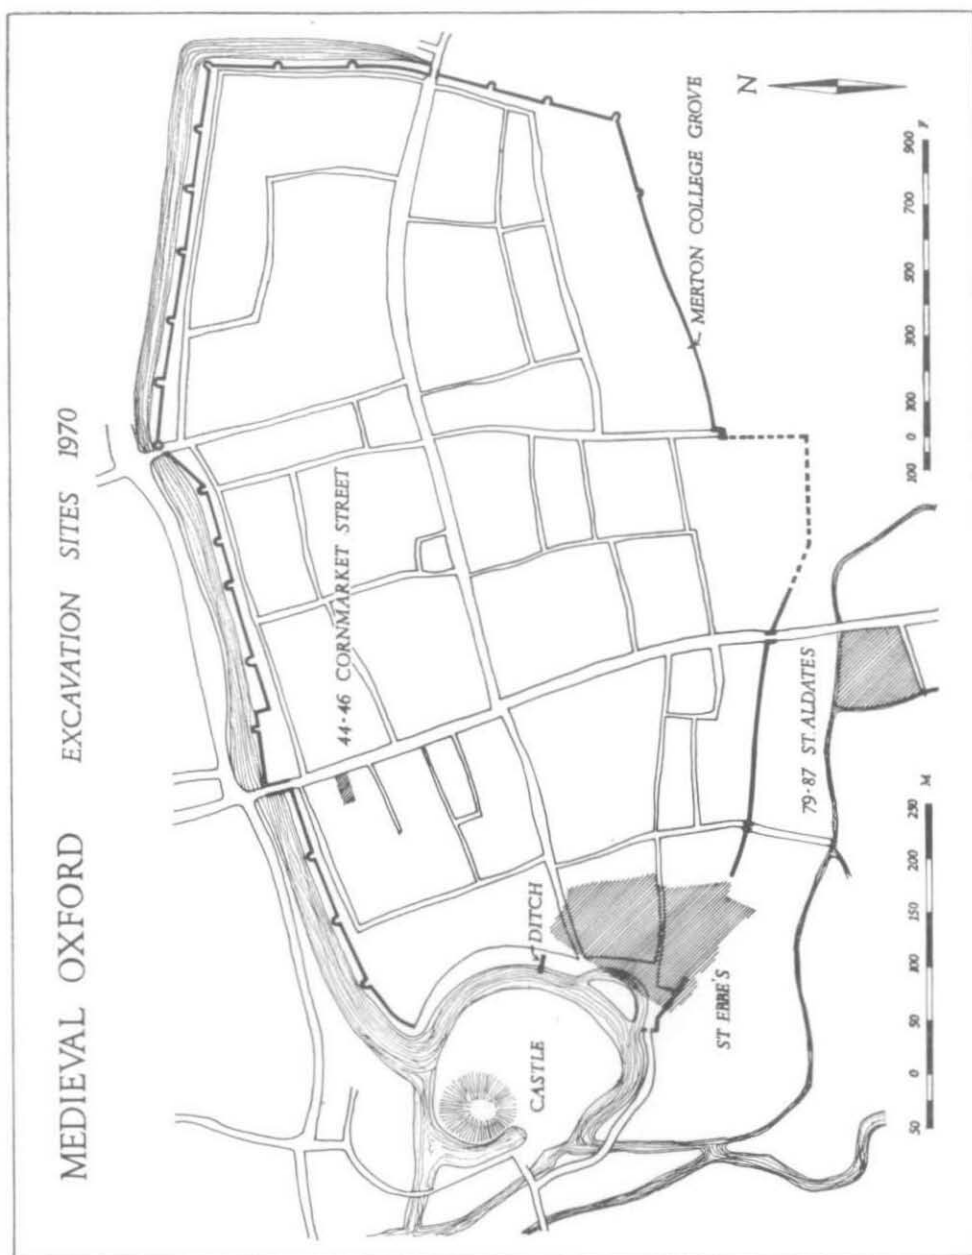 MEDIEVAL OXFORD EXCAVATION SITES 1970
44-46 CORNMARKET STREET
N
MERTON COLLEGE GROVE
DITCH
CASTLE
ST EBBE'S
79-87 ST. ALDATES
50 0 50 100 150 200 250 M
100 0 100 300 500 700 900 F